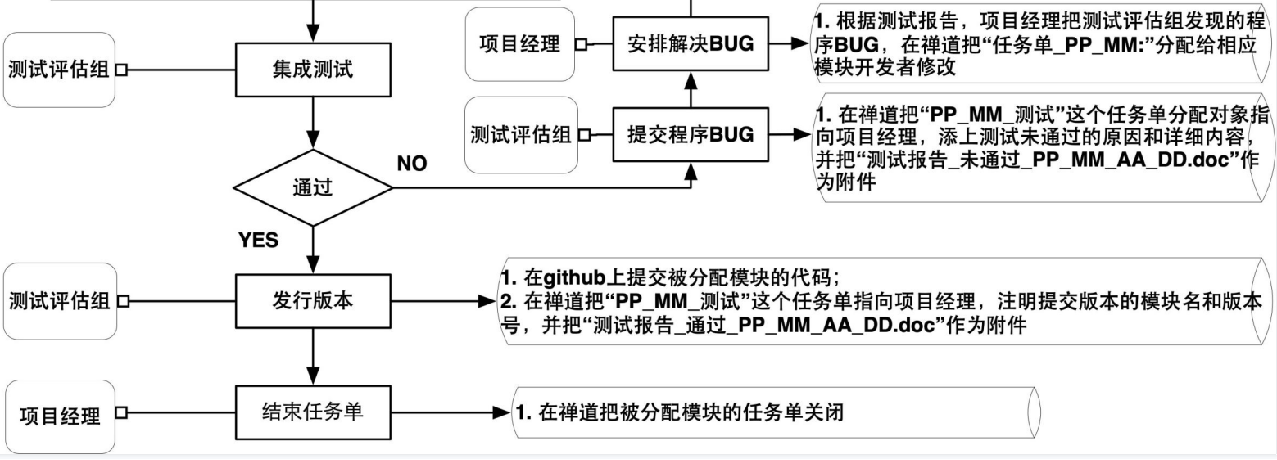 测试评估组
集成测试
项目经理
安排解决BUG
1. 根据测试报告，项目经理把测试评估组发现的程
序BUG，在禅道把“任务单_PP_MM:”分配给相应
模块开发者修改
测试评估组
提交程序BUG
1. 在禅道把“PP_MM_测试”这个任务单分配对象指
向项目经理，添上测试未通过的原因和详细内容，
并把“测试报告_未通过_PP_MM_AA_DD.doc”作
为附件
通过
NO
YES
测试评估组
发行版本
1. 在github上提交被分配模块的代码；
2. 在禅道把“PP_MM_测试”这个任务单指向项目经理，注明提交版本的模块名和版本
号，并把“测试报告_通过_PP_MM_AA_DD.doc”作为附件
项目经理
结束任务单
1. 在禅道把被分配模块的任务单关闭